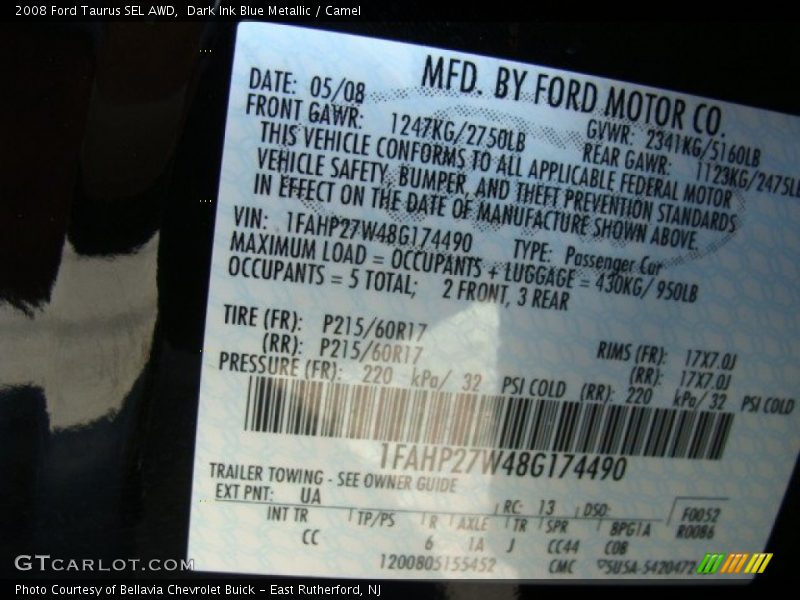 2008 Ford Taurus SEL AWD, Dark Ink Blue Metallic / Camel
MFD. BY FORD MOTOR CO.
DATE: 05/08 GVWR: 2341KG/5160LB
FRONT GAWR: 1247KG/2750LB REAR GAWR: 1123KG/2475LB
THIS VEHICLE CONFORMS TO ALL APPLICABLE FEDERAL MOTOR
VEHICLE SAFETY, BUMPER, AND THEFT PREVENTION STANDARDS
IN EFFECT ON THE DATE OF MANUFACTURE SHOWN ABOVE.
VIN: 1FAHP27W48G174490 TYPE: Passenger Car
MAXIMUM LOAD = OCCUPANTS + LUGGAGE = 430KG/ 950LB
OCCUPANTS = 5 TOTAL; 2 FRONT, 3 REAR
TIRE (FR): P215/60R17 RIMS (FR): 17X7.0J
(RR): P215/60R17 (RR): 17X7.0J
PRESSURE (FR): 220 kPa/ 32 PSI COLD (RR): 220 kPa/ 32 PSI COLD
1FAHP27W48G174490
TRAILER TOWING - SEE OWNER GUIDE
EXT PNT: UA RC: 13 DSO: F0052
INT TR TP/PS R AXLE TR SPR 8PG1A R0086
CC 6 1A J CC44 C08
1200805155452 CMC 5U5A-5420472
GTCARLOT.COM
Photo Courtesy of Bellavia Chevrolet Buick - East Rutherford, NJ